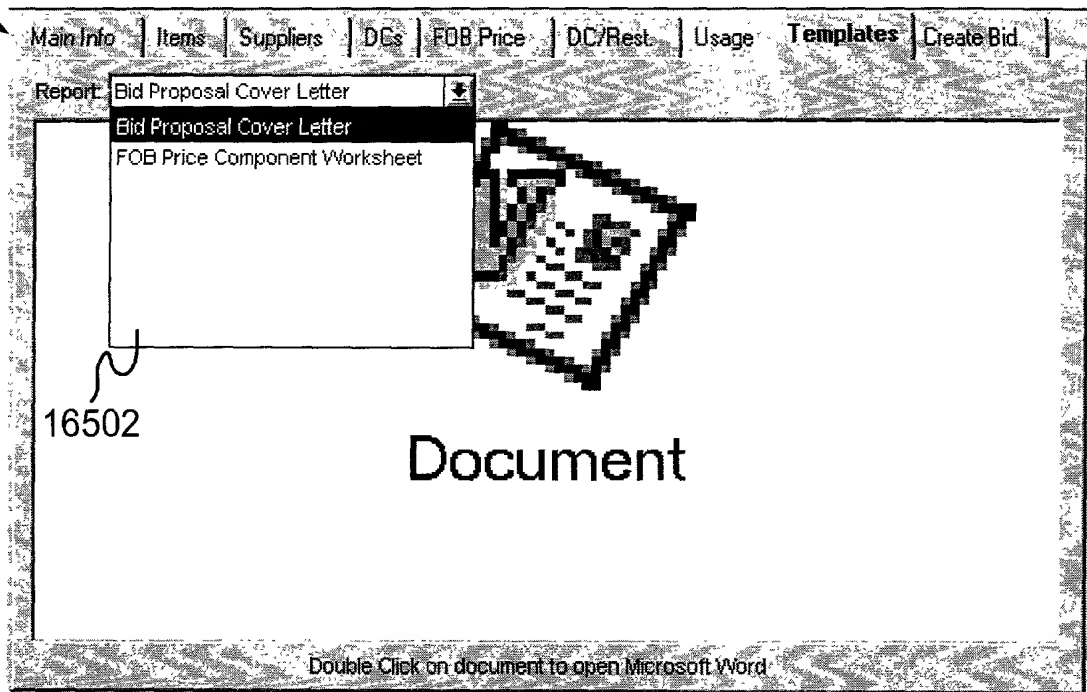 Main Info Items Suppliers DCs FOB Price DC/Rest. Usage Templates Create Bid
Report: Bid Proposal Cover Letter
Bid Proposal Cover Letter
FOB Price Component Worksheet
16502
Document
Double Click on document to open Microsoft Word